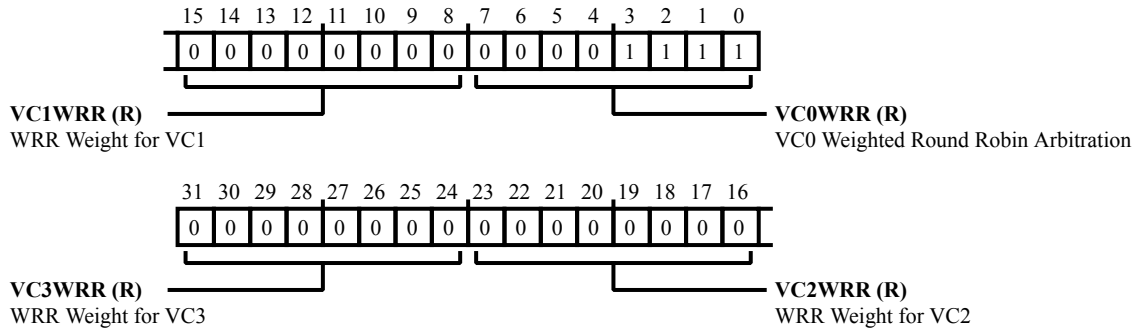 15 14 13 12 11 10 9 8 7 6 5 4 3 2 1 0
0 0 0 0 0 0 0 0 0 0 0 0 1 1 1 1
VC1WRR (R)
WRR Weight for VC1
VC0WRR (R)
VC0 Weighted Round Robin Arbitration
31 30 29 28 27 26 25 24 23 22 21 20 19 18 17 16
0 0 0 0 0 0 0 0 0 0 0 0 0 0 0 0
VC3WRR (R)
WRR Weight for VC3
VC2WRR (R)
WRR Weight for VC2